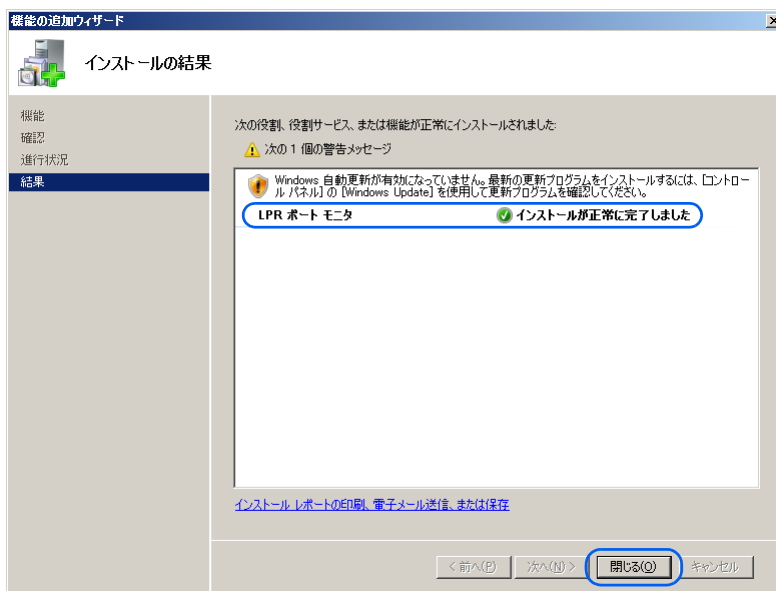 機能の追加ウィザード
インストールの結果
機能
確認
進行状況
結果
次の役割、役割サービス、または機能が正常にインストールされました:
次の 1 個の警告メッセージ
Windows 自動更新が有効になっていません。最新の更新プログラムをインストールするには、[コントロー
ル パネル] の [Windows Update] を使用して更新プログラムを確認してください。
LPR ポート モニタ
インストールが正常に完了しました
インストール レポートの印刷、電子メール送信、または保存
< 前へ(P)
次へ(N) >
閉じる(O)
キャンセル